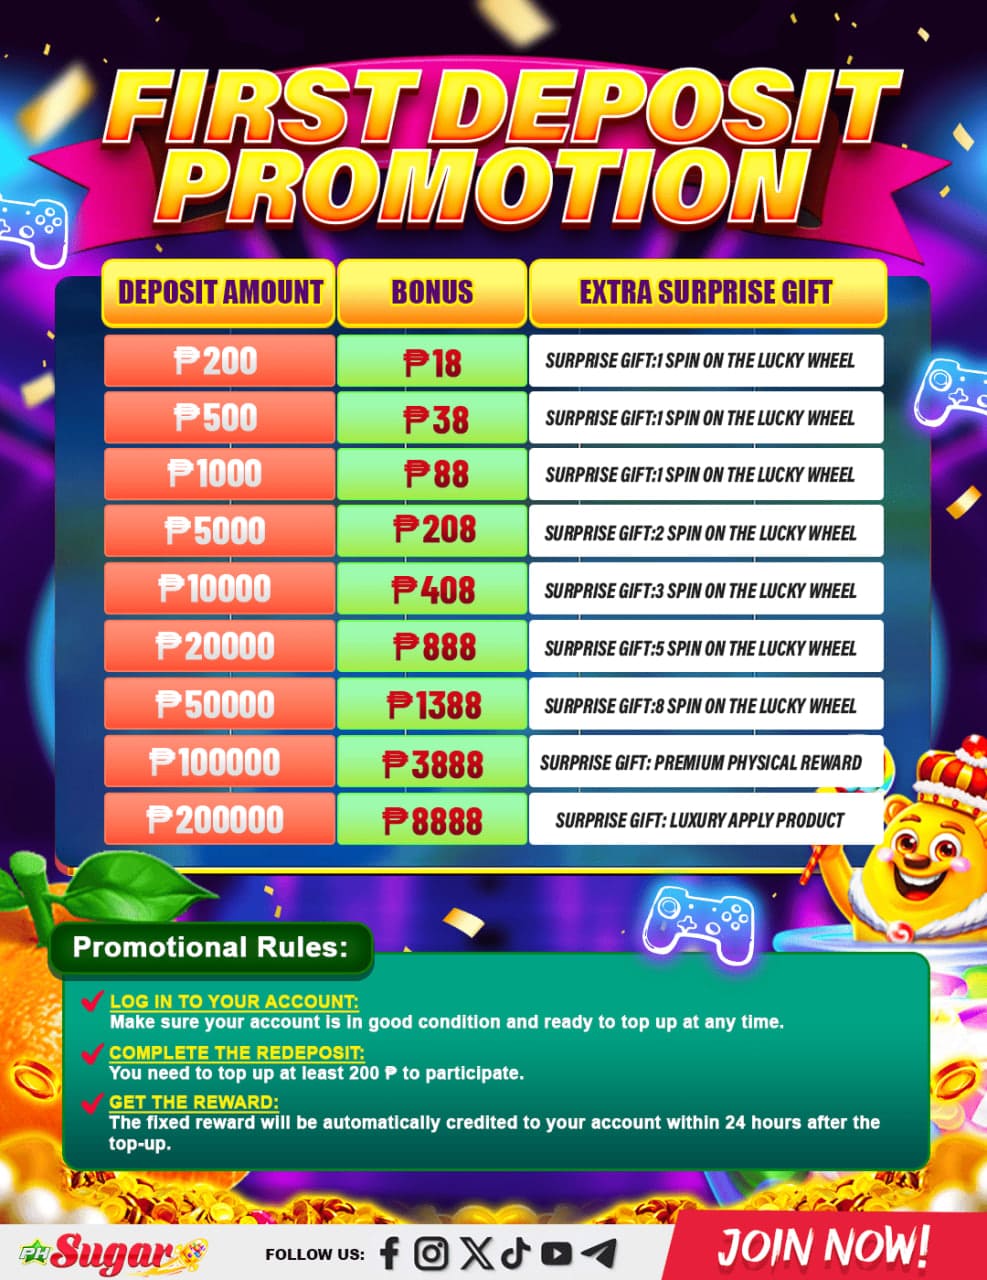 FIRST DEPOSIT
PROMOTION
DEPOSIT AMOUNT BONUS EXTRA SURPRISE GIFT
₱200 ₱18 SURPRISE GIFT:1 SPIN ON THE LUCKY WHEEL
₱500 ₱38 SURPRISE GIFT:1 SPIN ON THE LUCKY WHEEL
₱1000 ₱88 SURPRISE GIFT:1 SPIN ON THE LUCKY WHEEL
₱5000 ₱208 SURPRISE GIFT:2 SPIN ON THE LUCKY WHEEL
₱10000 ₱408 SURPRISE GIFT:3 SPIN ON THE LUCKY WHEEL
₱20000 ₱888 SURPRISE GIFT:5 SPIN ON THE LUCKY WHEEL
₱50000 ₱1388 SURPRISE GIFT:8 SPIN ON THE LUCKY WHEEL
₱100000 ₱3888 SURPRISE GIFT: PREMIUM PHYSICAL REWARD
₱200000 ₱8888 SURPRISE GIFT: LUXURY APPLY PRODUCT
Promotional Rules:
LOG IN TO YOUR ACCOUNT:
Make sure your account is in good condition and ready to top up at any time.
COMPLETE THE REDEPOSIT:
You need to top up at least 200 ₱ to participate.
GET THE REWARD:
The fixed reward will be automatically credited to your account within 24 hours after the
top-up.
PH Sugar FOLLOW US: JOIN NOW!